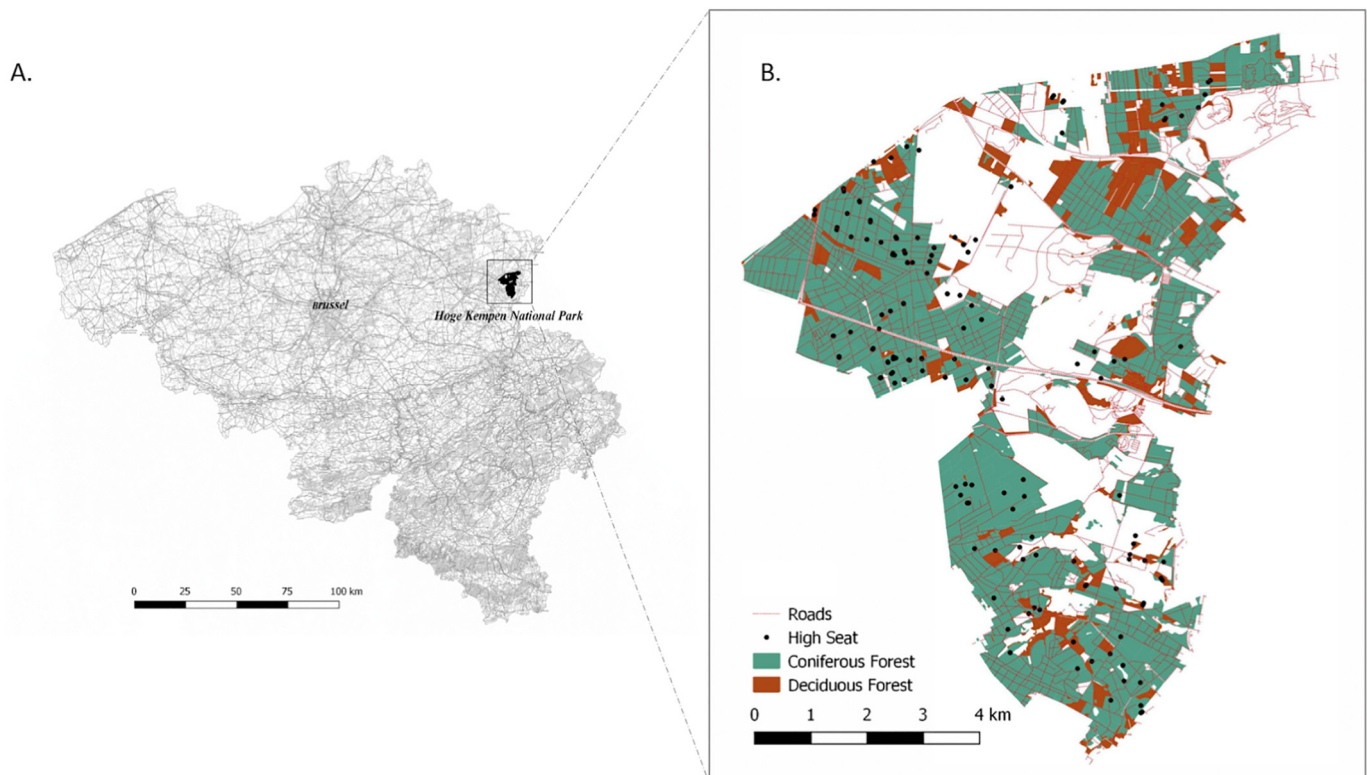 A.
B.
Brussel
Hoge Kempen National Park
0 25 50 75 100 km
Roads
High Seat
Coniferous Forest
Deciduous Forest
0 1 2 3 4 km